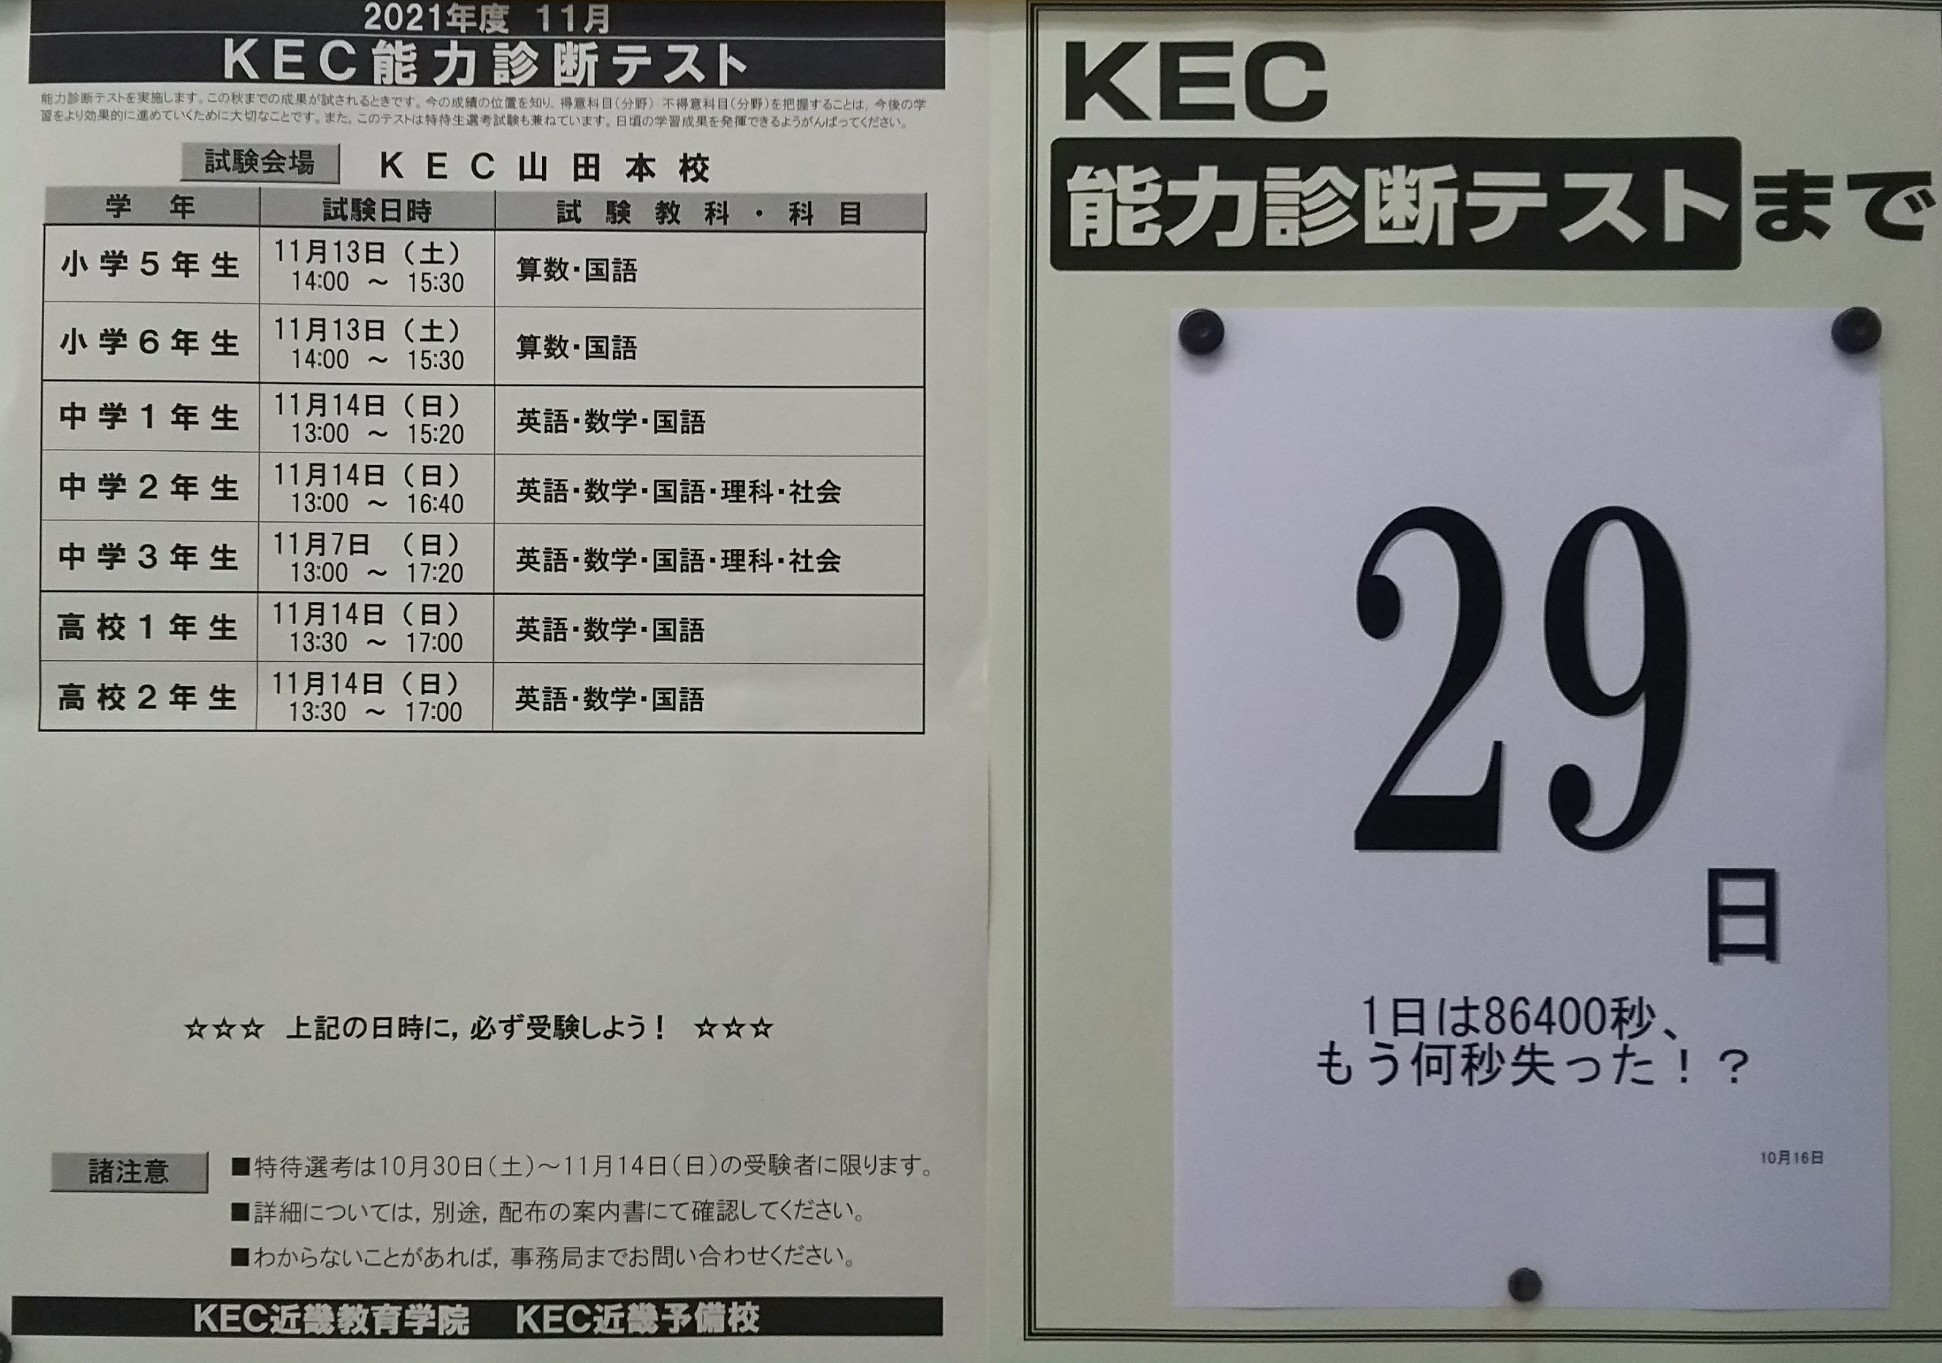 2021年度 11月
KEC能力診断テスト
能力診断テストを実施します。この秋までの成果が試されるときです。今の成績の位置を知り，得意科目（分野） 不得意科目（分野）を把握することは，今後の学
習をより効果的に進めていくために大切なことです。また，このテストは特待生選考試験も兼ねています。日頃の学習成果を発揮できるようがんばってください。
試験会場 KEC山田本校
学年 試験日時 試験教科・科目
小学5年生 11月13日（土） 14:00 ～ 15:30 算数・国語
小学6年生 11月13日（土） 14:00 ～ 15:30 算数・国語
中学1年生 11月14日（日） 13:00 ～ 15:20 英語・数学・国語
中学2年生 11月14日（日） 13:00 ～ 16:40 英語・数学・国語・理科・社会
中学3年生 11月7日（日） 13:00 ～ 17:20 英語・数学・国語・理科・社会
高校1年生 11月14日（日） 13:30 ～ 17:00 英語・数学・国語
高校2年生 11月14日（日） 13:30 ～ 17:00 英語・数学・国語
☆☆☆ 上記の日時に，必ず受験しよう！ ☆☆☆
諸注意
■特待選考は10月30日（土）～11月14日（日）の受験者に限ります。
■詳細については，別途，配布の案内書にて確認してください。
■わからないことがあれば，事務局までお問い合わせください。
KEC近畿教育学院 KEC近畿予備校
KEC
能力診断テストまで
29
日
1日は86400秒、
もう何秒失った！？
10月16日